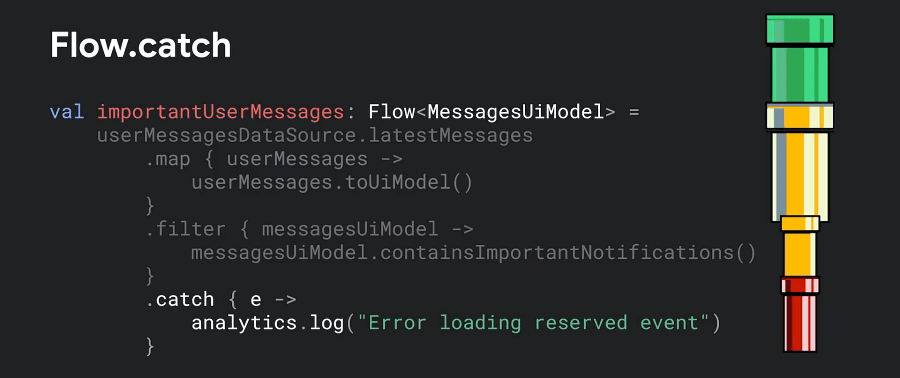 Flow.catch
val importantUserMessages: Flow<MessagesUiModel> =
userMessagesDataSource.latestMessages
.map { userMessages ->
userMessages.toUiModel()
}
.filter { messagesUiModel ->
messagesUiModel.containsImportantNotifications()
}
.catch { e ->
analytics.log("Error loading reserved event")
}